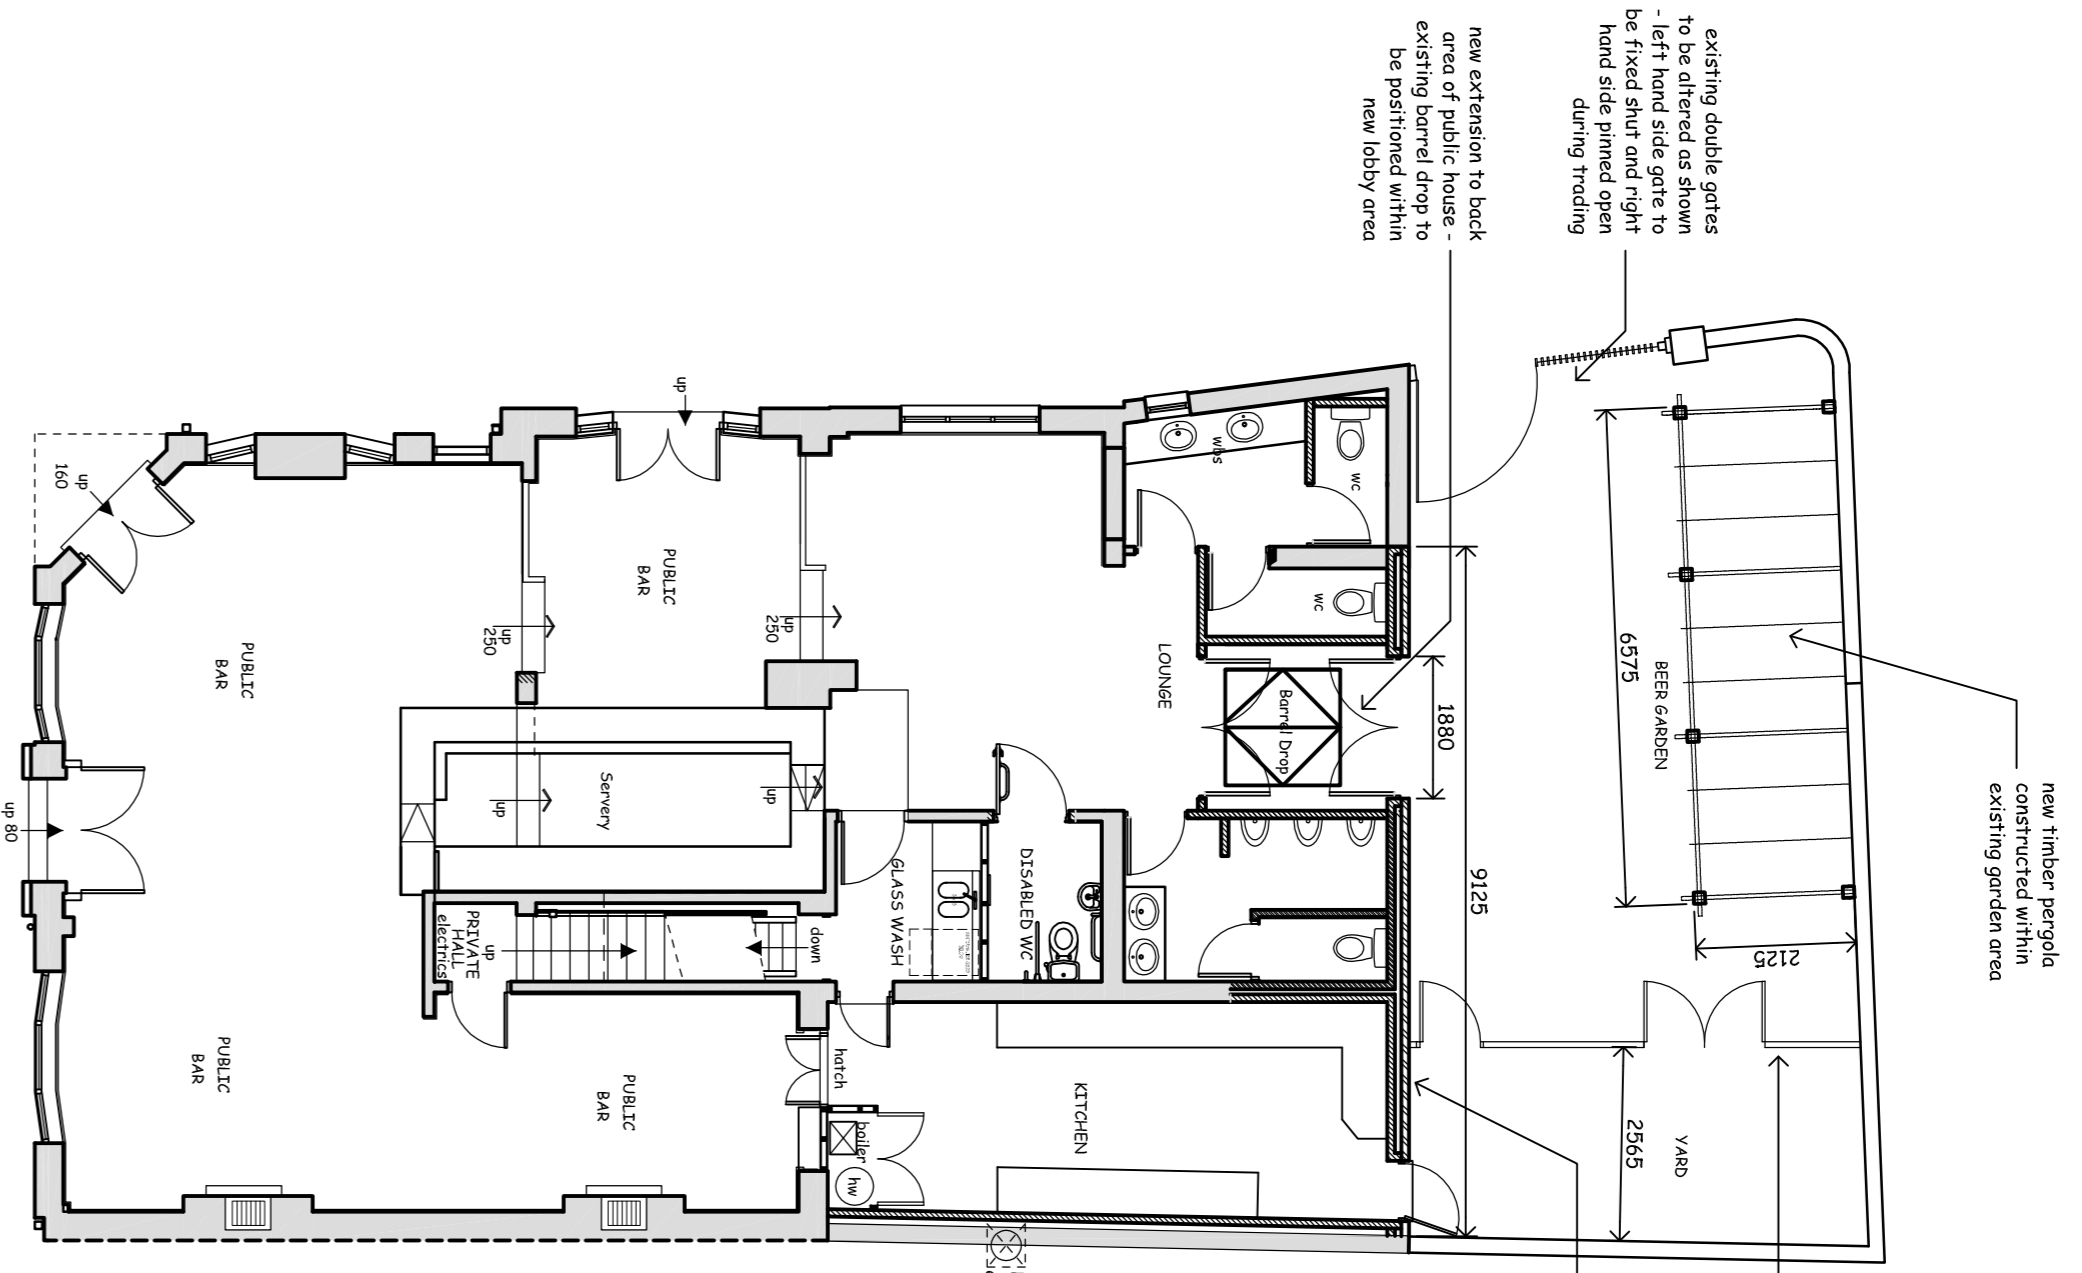 existing double gates
to be altered as shown
- left hand side gate to
be fixed shut and right
hand side pinned open
during trading
new extension to back
area of public house -
existing barrel drop to
be positioned within
new lobby area
new timber pergola
constructed within
existing garden area
BEER GARDEN
6575
2125
YARD
2565
9125
1880
wc
wbs
wc
Barrel Drop
LOUNGE
DISABLED WC
GLASS WASH
KITCHEN
hatch
boiler
hw
down
up
up
250
PUBLIC
BAR
up
250
up
Servery
up
PRIVATE
HALL
electrics
up
PUBLIC
BAR
PUBLIC
BAR
PUBLIC
BAR
up
160
up 80